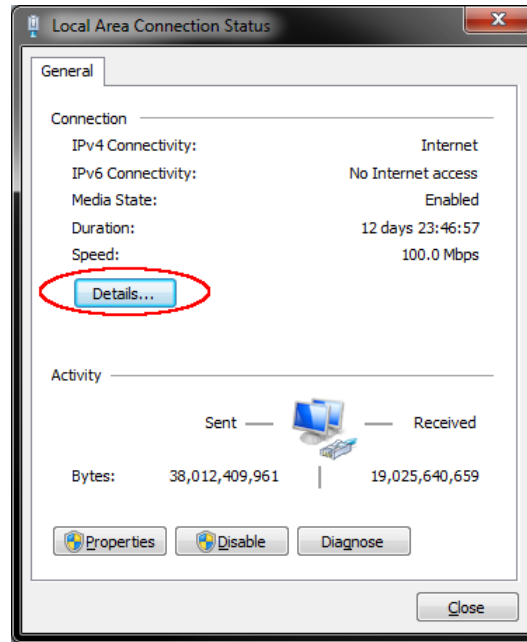 Local Area Connection Status
General
Connection
IPv4 Connectivity: Internet
IPv6 Connectivity: No Internet access
Media State: Enabled
Duration: 12 days 23:46:57
Speed: 100.0 Mbps
Details...
Activity
Sent Received
Bytes: 38,012,409,961 19,025,640,659
Properties Disable Diagnose
Close